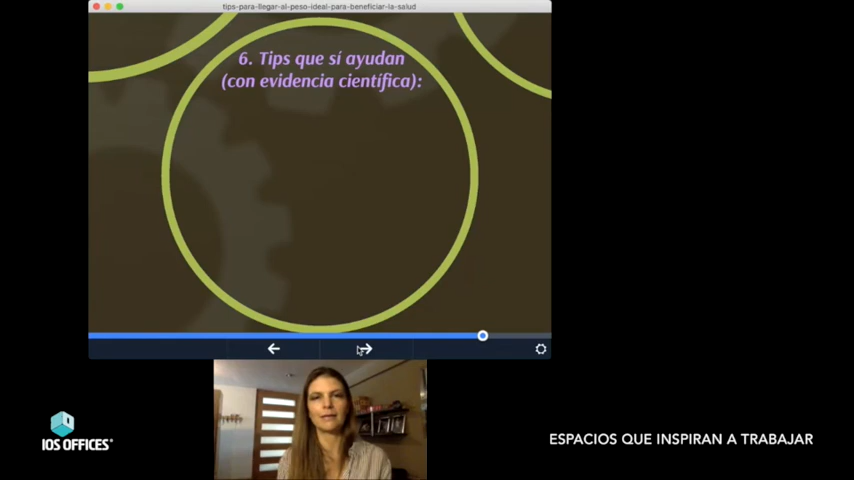 tips-para-llegar-al-peso-ideal-para-beneficiar-la-salud
6. Tips que sí ayudan
(con evidencia científica):
IOS OFFICES®
ESPACIOS QUE INSPIRAN A TRABAJAR